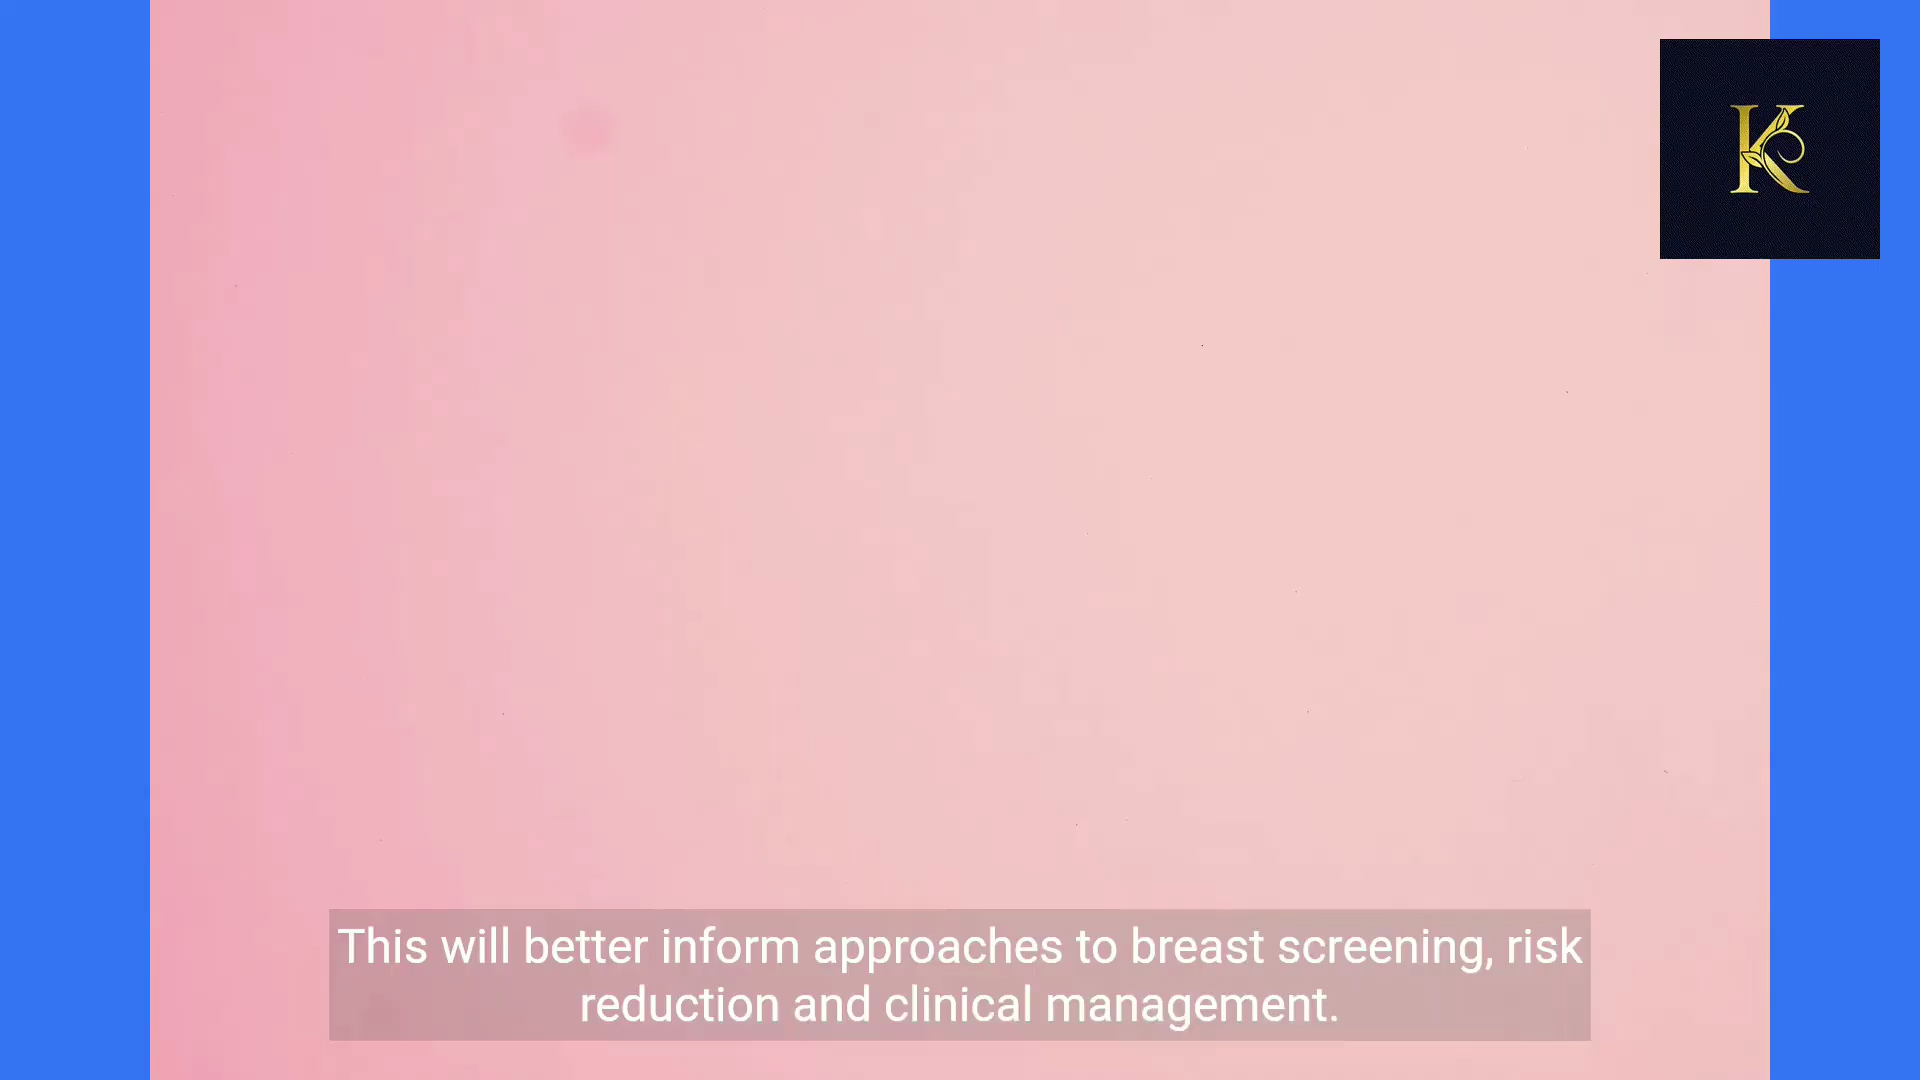 K
This will better inform approaches to breast screening, risk
reduction and clinical management.